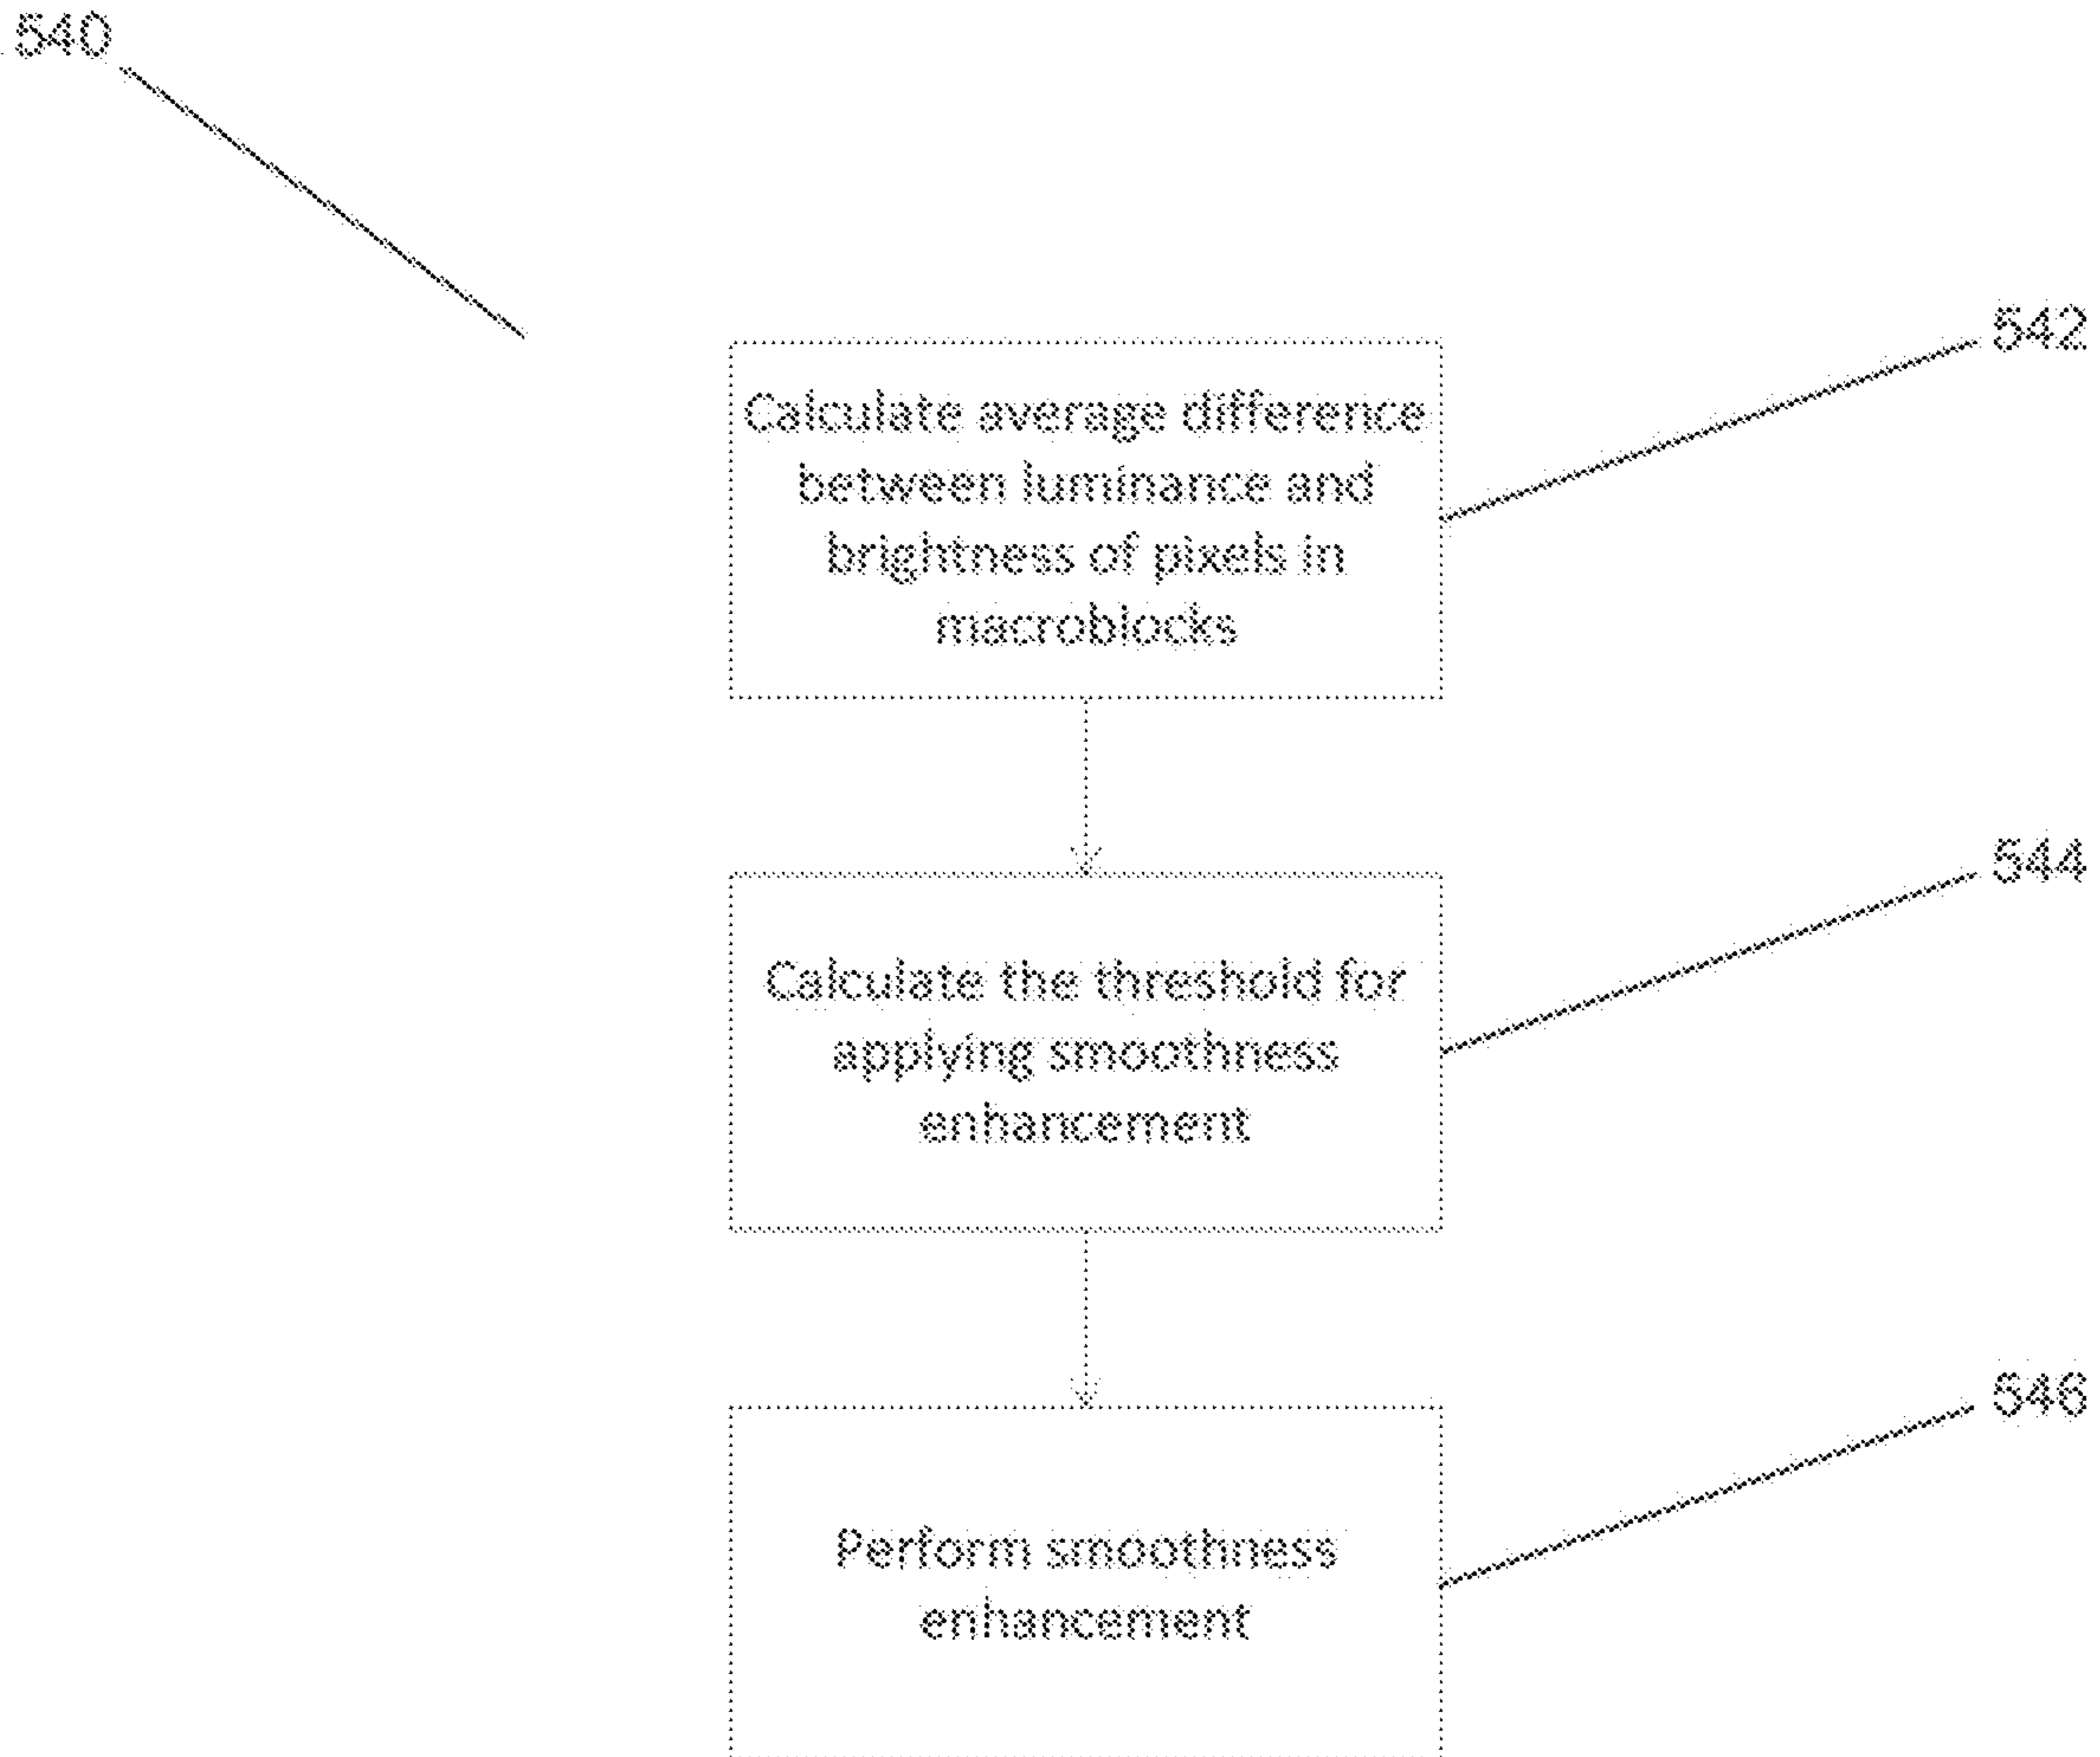 540
542
Calculate average difference
between luminance and
brightness of pixels in
macroblocks
544
Calculate the threshold for
applying smoothness
enhancement
546
Perform smoothness
enhancement